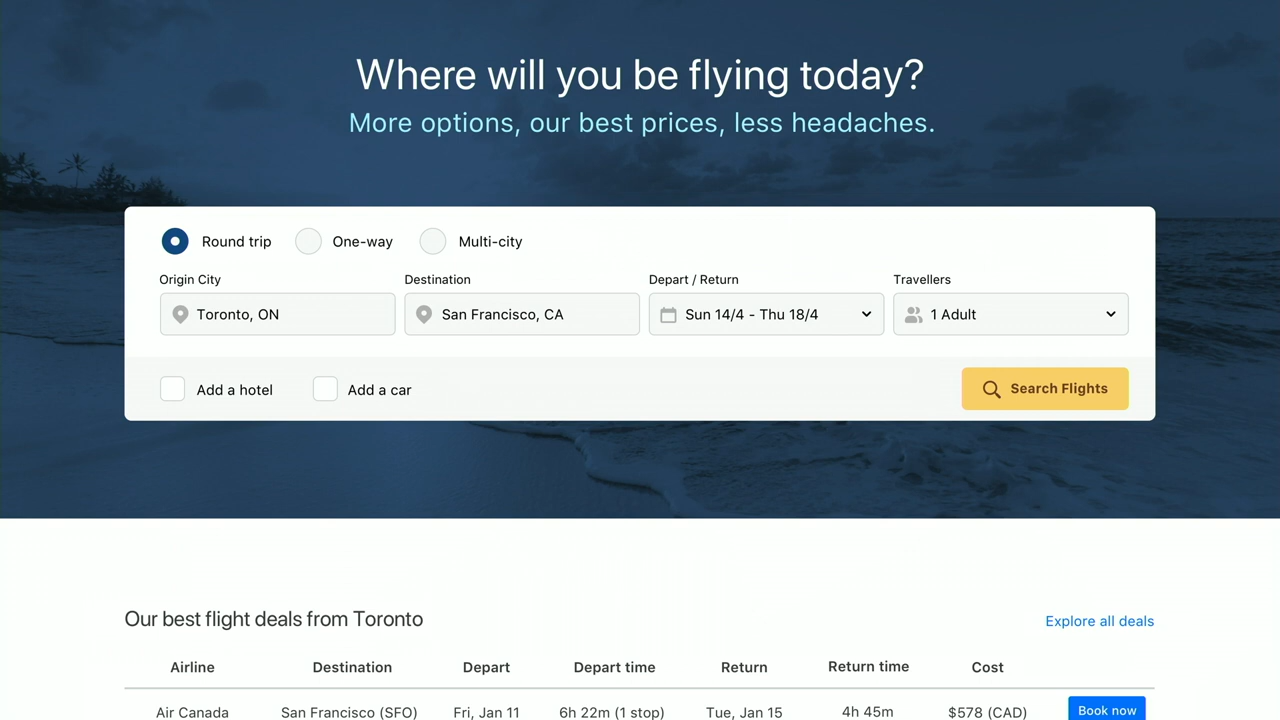 Where will you be flying today?
More options, our best prices, less headaches.
Round trip One-way Multi-city
Origin City Destination Depart / Return Travellers
Toronto, ON San Francisco, CA Sun 14/4 - Thu 18/4 1 Adult
Add a hotel Add a car Search Flights
Our best flight deals from Toronto Explore all deals
Airline Destination Depart Depart time Return Return time Cost
Air Canada San Francisco (SFO) Fri, Jan 11 6h 22m (1 stop) Tue, Jan 15 4h 45m $578 (CAD) Book now